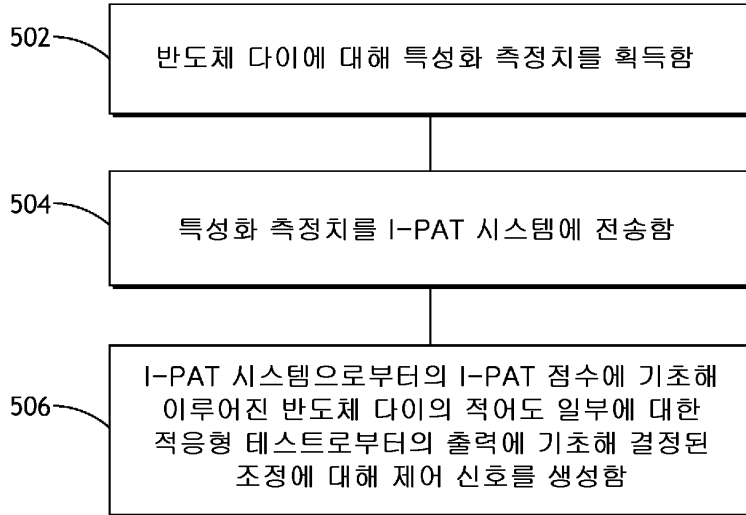 502
반도체 다이에 대해 특성화 측정치를 획득함
504
특성화 측정치를 I-PAT 시스템에 전송함
506
I-PAT 시스템으로부터의 I-PAT 점수에 기초해
이루어진 반도체 다이의 적어도 일부에 대한
적응형 테스트로부터의 출력에 기초해 결정된
조정에 대해 제어 신호를 생성함